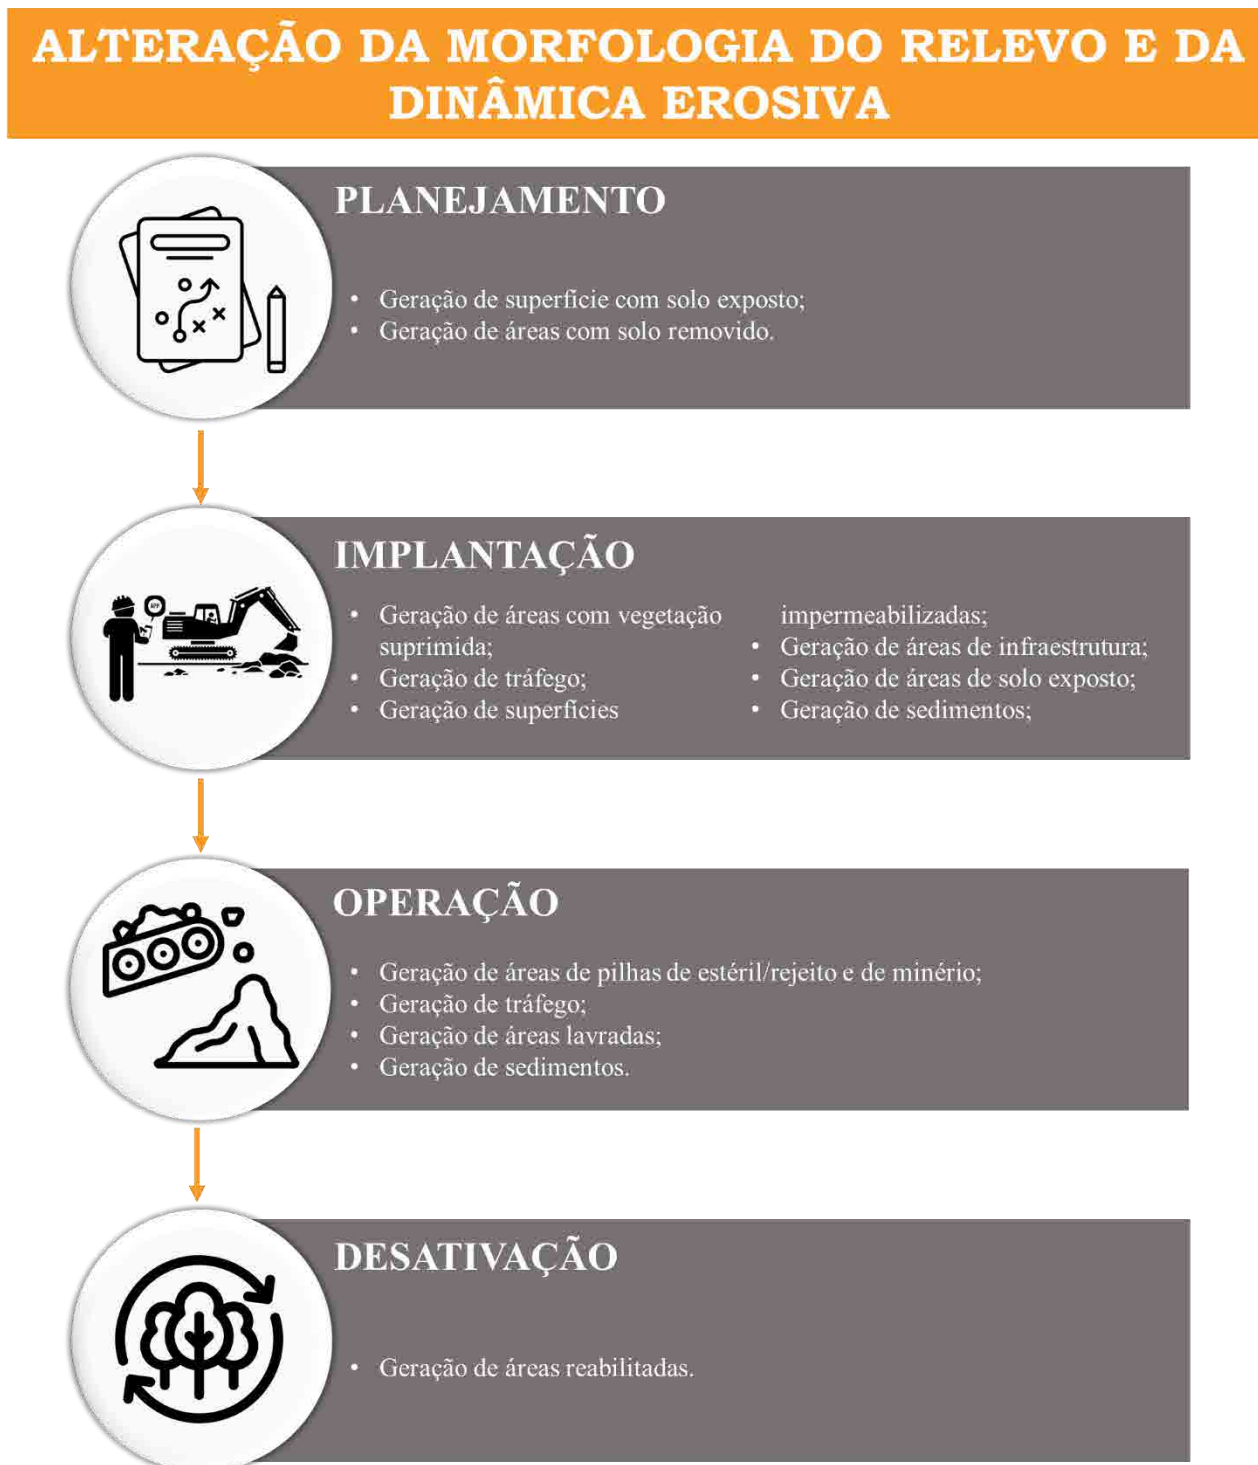 ALTERAÇÃO DA MORFOLOGIA DO RELEVO E DA
DINÂMICA EROSIVA
PLANEJAMENTO
• Geração de superfície com solo exposto;
• Geração de áreas com solo removido.
IMPLANTAÇÃO
• Geração de áreas com vegetação
suprimida;
• Geração de tráfego;
• Geração de superfícies
impermeabilizadas;
• Geração de áreas de infraestrutura;
• Geração de áreas de solo exposto;
• Geração de sedimentos;
APP
OPERAÇÃO
• Geração de áreas de pilhas de estéril/rejeito e de minério;
• Geração de tráfego;
• Geração de áreas lavradas;
• Geração de sedimentos.
DESATIVAÇÃO
• Geração de áreas reabilitadas.